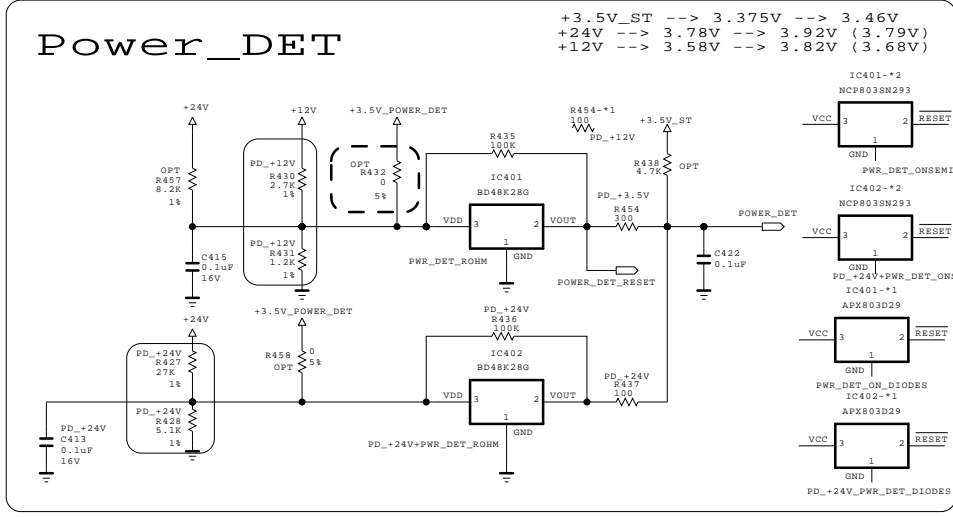 Power_DET
+3.5V_ST --> 3.375V --> 3.46V
+24V --> 3.78V --> 3.92V (3.79V)
+12V --> 3.58V --> 3.82V (3.68V)
+24V
OPT
R457
8.2K
1%
C415
0.1uF
16V
+12V
PD_+12V
R430
2.7K
1%
PD_+12V
R431
1.2K
1%
+3.5V_POWER_DET
OPT
R432
0
5%
R435
100K
IC401
BD48K28G
VDD
3
2
VOUT
1
GND
PWR_DET_ROHM
R454-*1
100
PD_+12V
+3.5V_ST
R438
4.7K
OPT
PD_+3.5V
R454
300
POWER_DET_RESET
C422
0.1uF
POWER_DET
+24V
PD_+24V
R427
27K
1%
PD_+24V
R428
5.1K
1%
PD_+24V
C413
0.1uF
16V
+3.5V_POWER_DET
R458
OPT
0
5%
PD_+24V
R436
100K
IC402
BD48K28G
VDD
3
2
VOUT
1
GND
PD_+24V+PWR_DET_ROHM
PD_+24V
R437
100
IC401-*2
NCP803SN293
VCC
3
2
RESET
1
GND
PWR_DET_ONSEMI
IC402-*2
NCP803SN293
VCC
3
2
RESET
1
GND
PD_+24V+PWR_DET_ONS
IC401-*1
APX803D29
VCC
3
2
RESET
1
GND
PWR_DET_ON_DIODES
IC402-*1
APX803D29
VCC
3
2
RESET
1
GND
PD_+24V_PWR_DET_DIODES